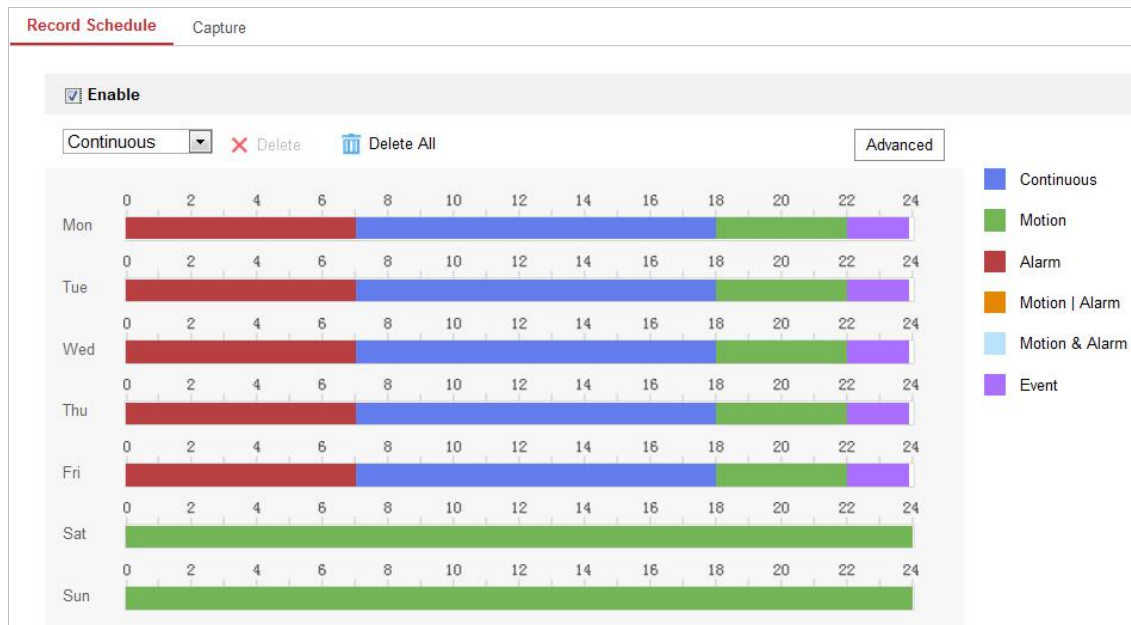 Record Schedule Capture
Enable
Continuous Delete Delete All Advanced
Continuous
Motion
Alarm
Motion | Alarm
Motion & Alarm
Event
0 2 4 6 8 10 12 14 16 18 20 22 24
Mon
0 2 4 6 8 10 12 14 16 18 20 22 24
Tue
0 2 4 6 8 10 12 14 16 18 20 22 24
Wed
0 2 4 6 8 10 12 14 16 18 20 22 24
Thu
0 2 4 6 8 10 12 14 16 18 20 22 24
Fri
0 2 4 6 8 10 12 14 16 18 20 22 24
Sat
0 2 4 6 8 10 12 14 16 18 20 22 24
Sun